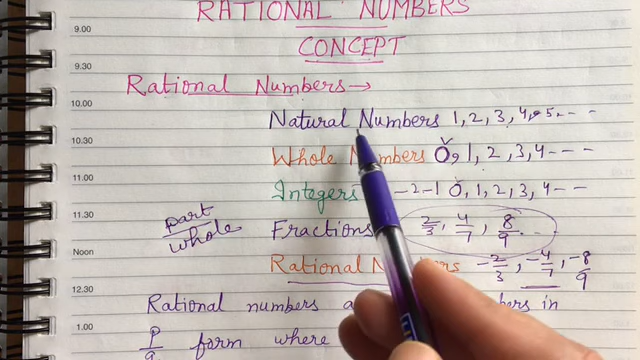 RATIONAL NUMBERS
CONCEPT
9.00
9.30
Rational Numbers →
10.00
Natural Numbers 1, 2, 3, 4, 5, - - -
10.30
Whole Numbers 0, 1, 2, 3, 4 - - -
11.00
Integers -2 -1 0, 1, 2, 3, 4 - -
11.30
part/whole Fractions 2/3, 4/7, 8/9 ...
Noon
Rational -2/3, -4/7, -8/9
12.30
Rational numbers in
1.00
P/q form where